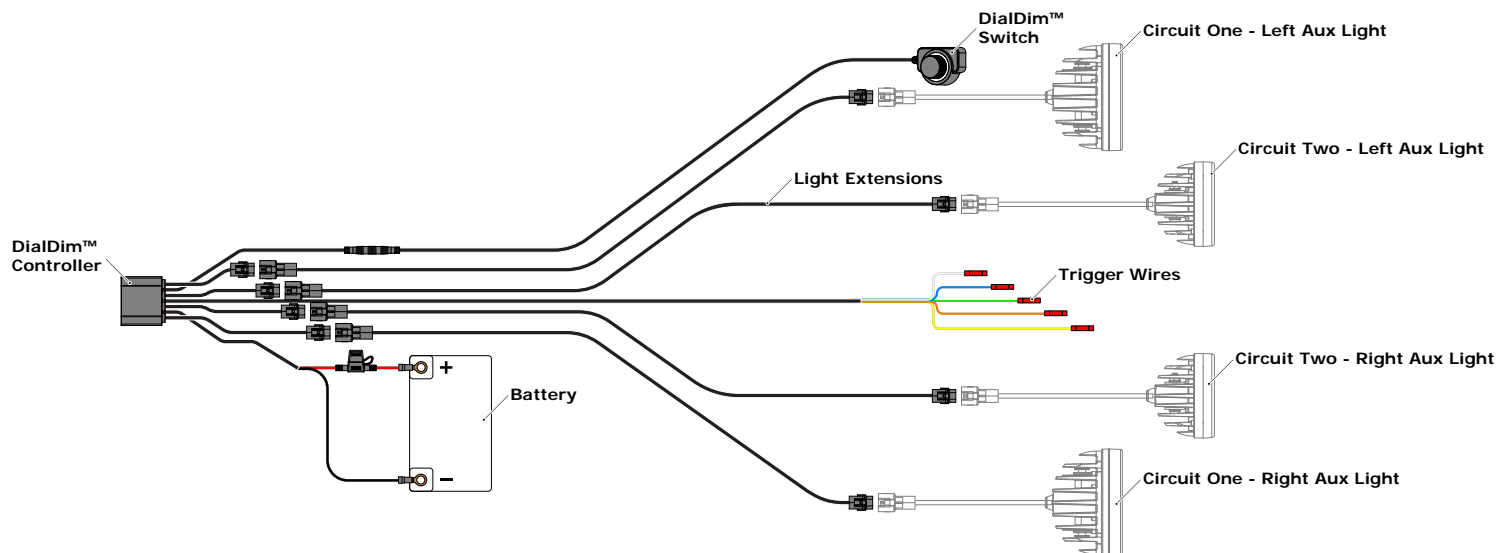 DialDim™
Switch
Circuit One - Left Aux Light
Circuit Two - Left Aux Light
Light Extensions
DialDim™
Controller
Trigger Wires
+
Battery
−
Circuit Two - Right Aux Light
Circuit One - Right Aux Light